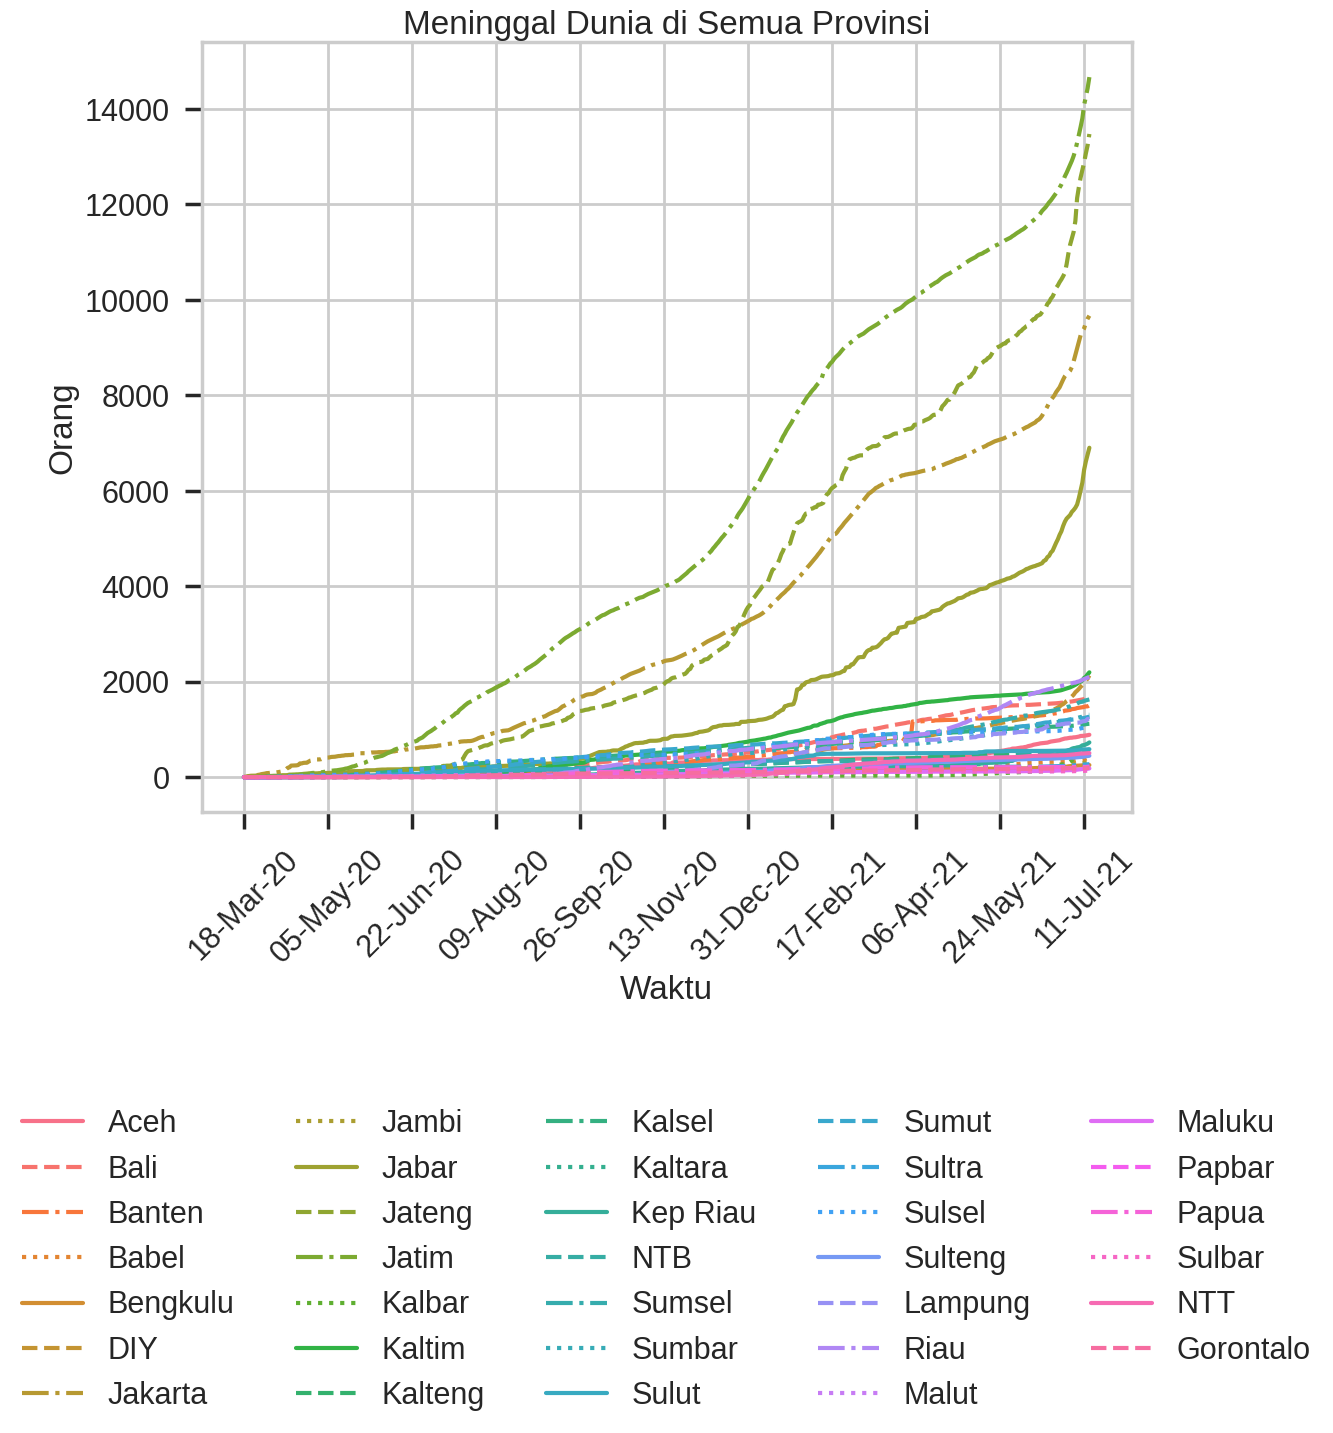 Meninggal Dunia di Semua Provinsi
14000
12000
10000
8000
6000
4000
2000
0
Orang
18-Mar-20
05-May-20
22-Jun-20
09-Aug-20
26-Sep-20
13-Nov-20
31-Dec-20
17-Feb-21
06-Apr-21
24-May-21
11-Jul-21
Waktu
Aceh
Bali
Banten
Babel
Bengkulu
DIY
Jakarta
Jambi
Jabar
Jateng
Jatim
Kalbar
Kaltim
Kalteng
Kalsel
Kaltara
Kep Riau
NTB
Sumsel
Sumbar
Sulut
Sumut
Sultra
Sulsel
Sulteng
Lampung
Riau
Malut
Maluku
Papbar
Papua
Sulbar
NTT
Gorontalo